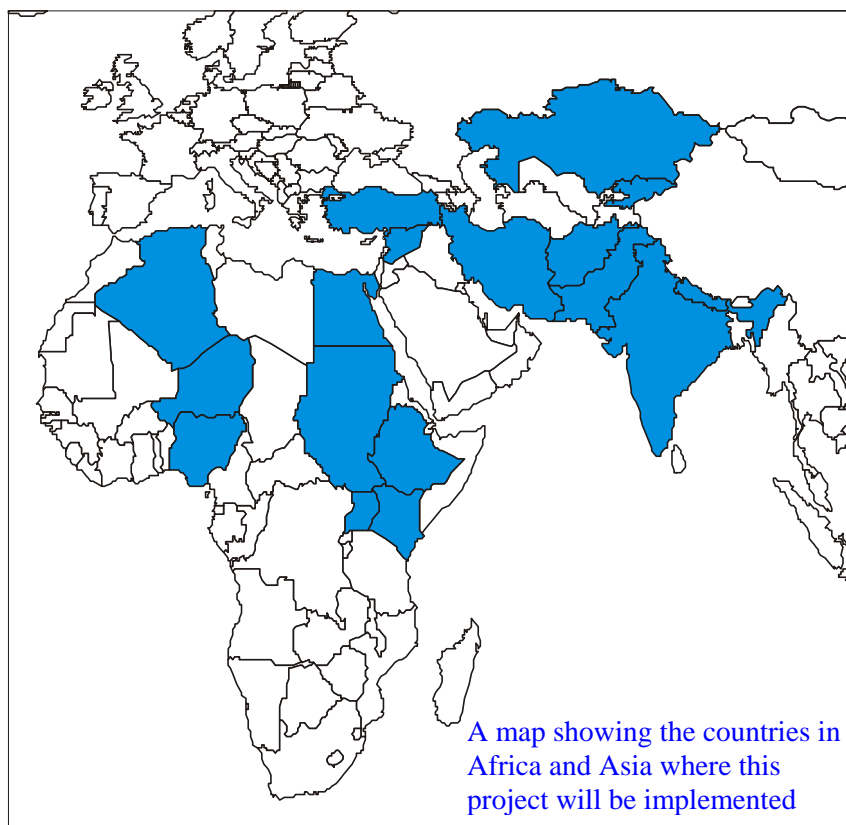 A map showing the countries in
Africa and Asia where this
project will be implemented